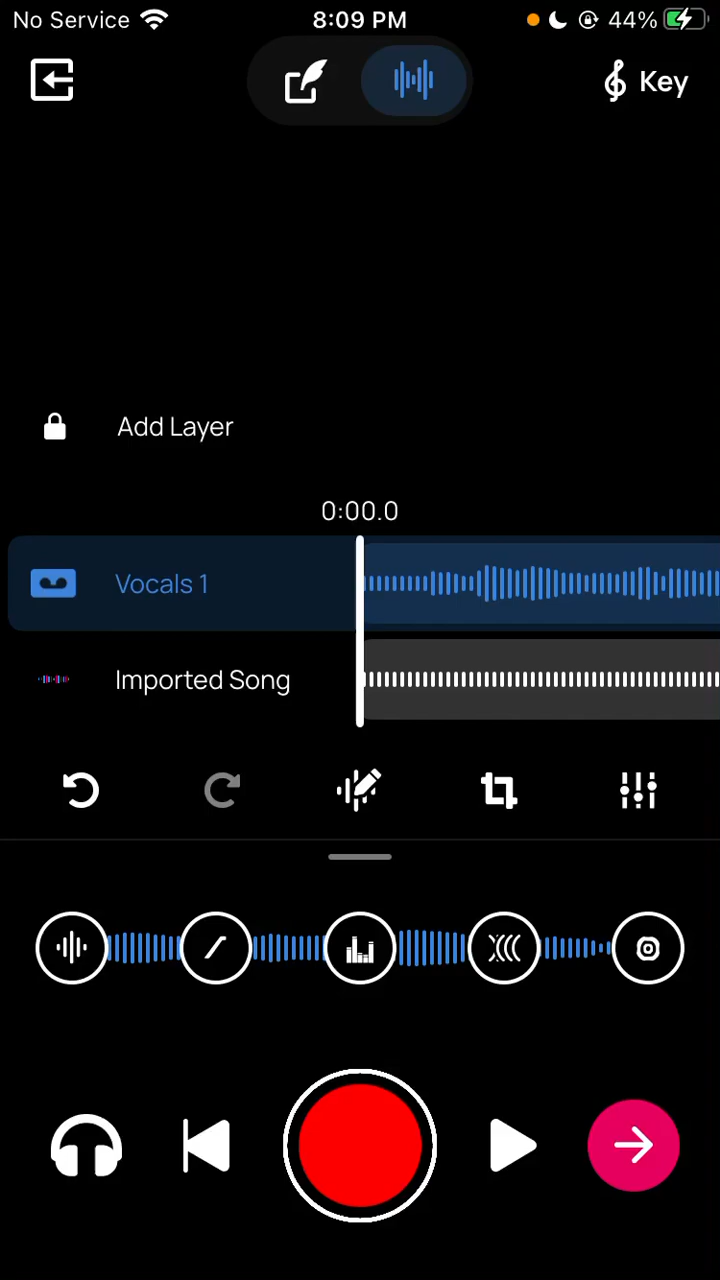 No Service 8:09 PM 44%
Key
Add Layer
0:00.0
Vocals 1
Imported Song